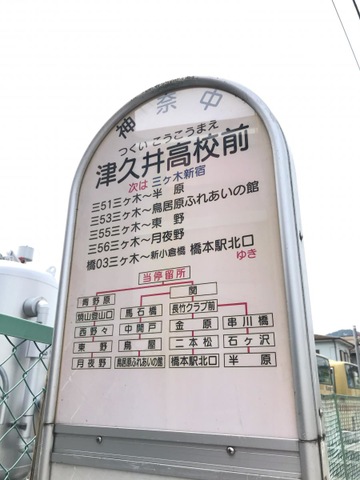 神奈中
つくい こうこうまえ
津久井高校前
次は 三ヶ木新宿
三51三ヶ木〜半 原
三53三ヶ木〜鳥居原ふれあいの館
三55三ヶ木〜東 野
三56三ヶ木〜月夜野
橋03三ヶ木〜新小倉橋 橋本駅北口 ゆき
当停留所
青野原 関
焼山登山口 馬石橋 長竹クラブ前
西野々 中開戸 金原 串川橋
東野 鳥屋 二本松 石ヶ沢
月夜野 鳥居原ふれあいの館 橋本駅北口 半原